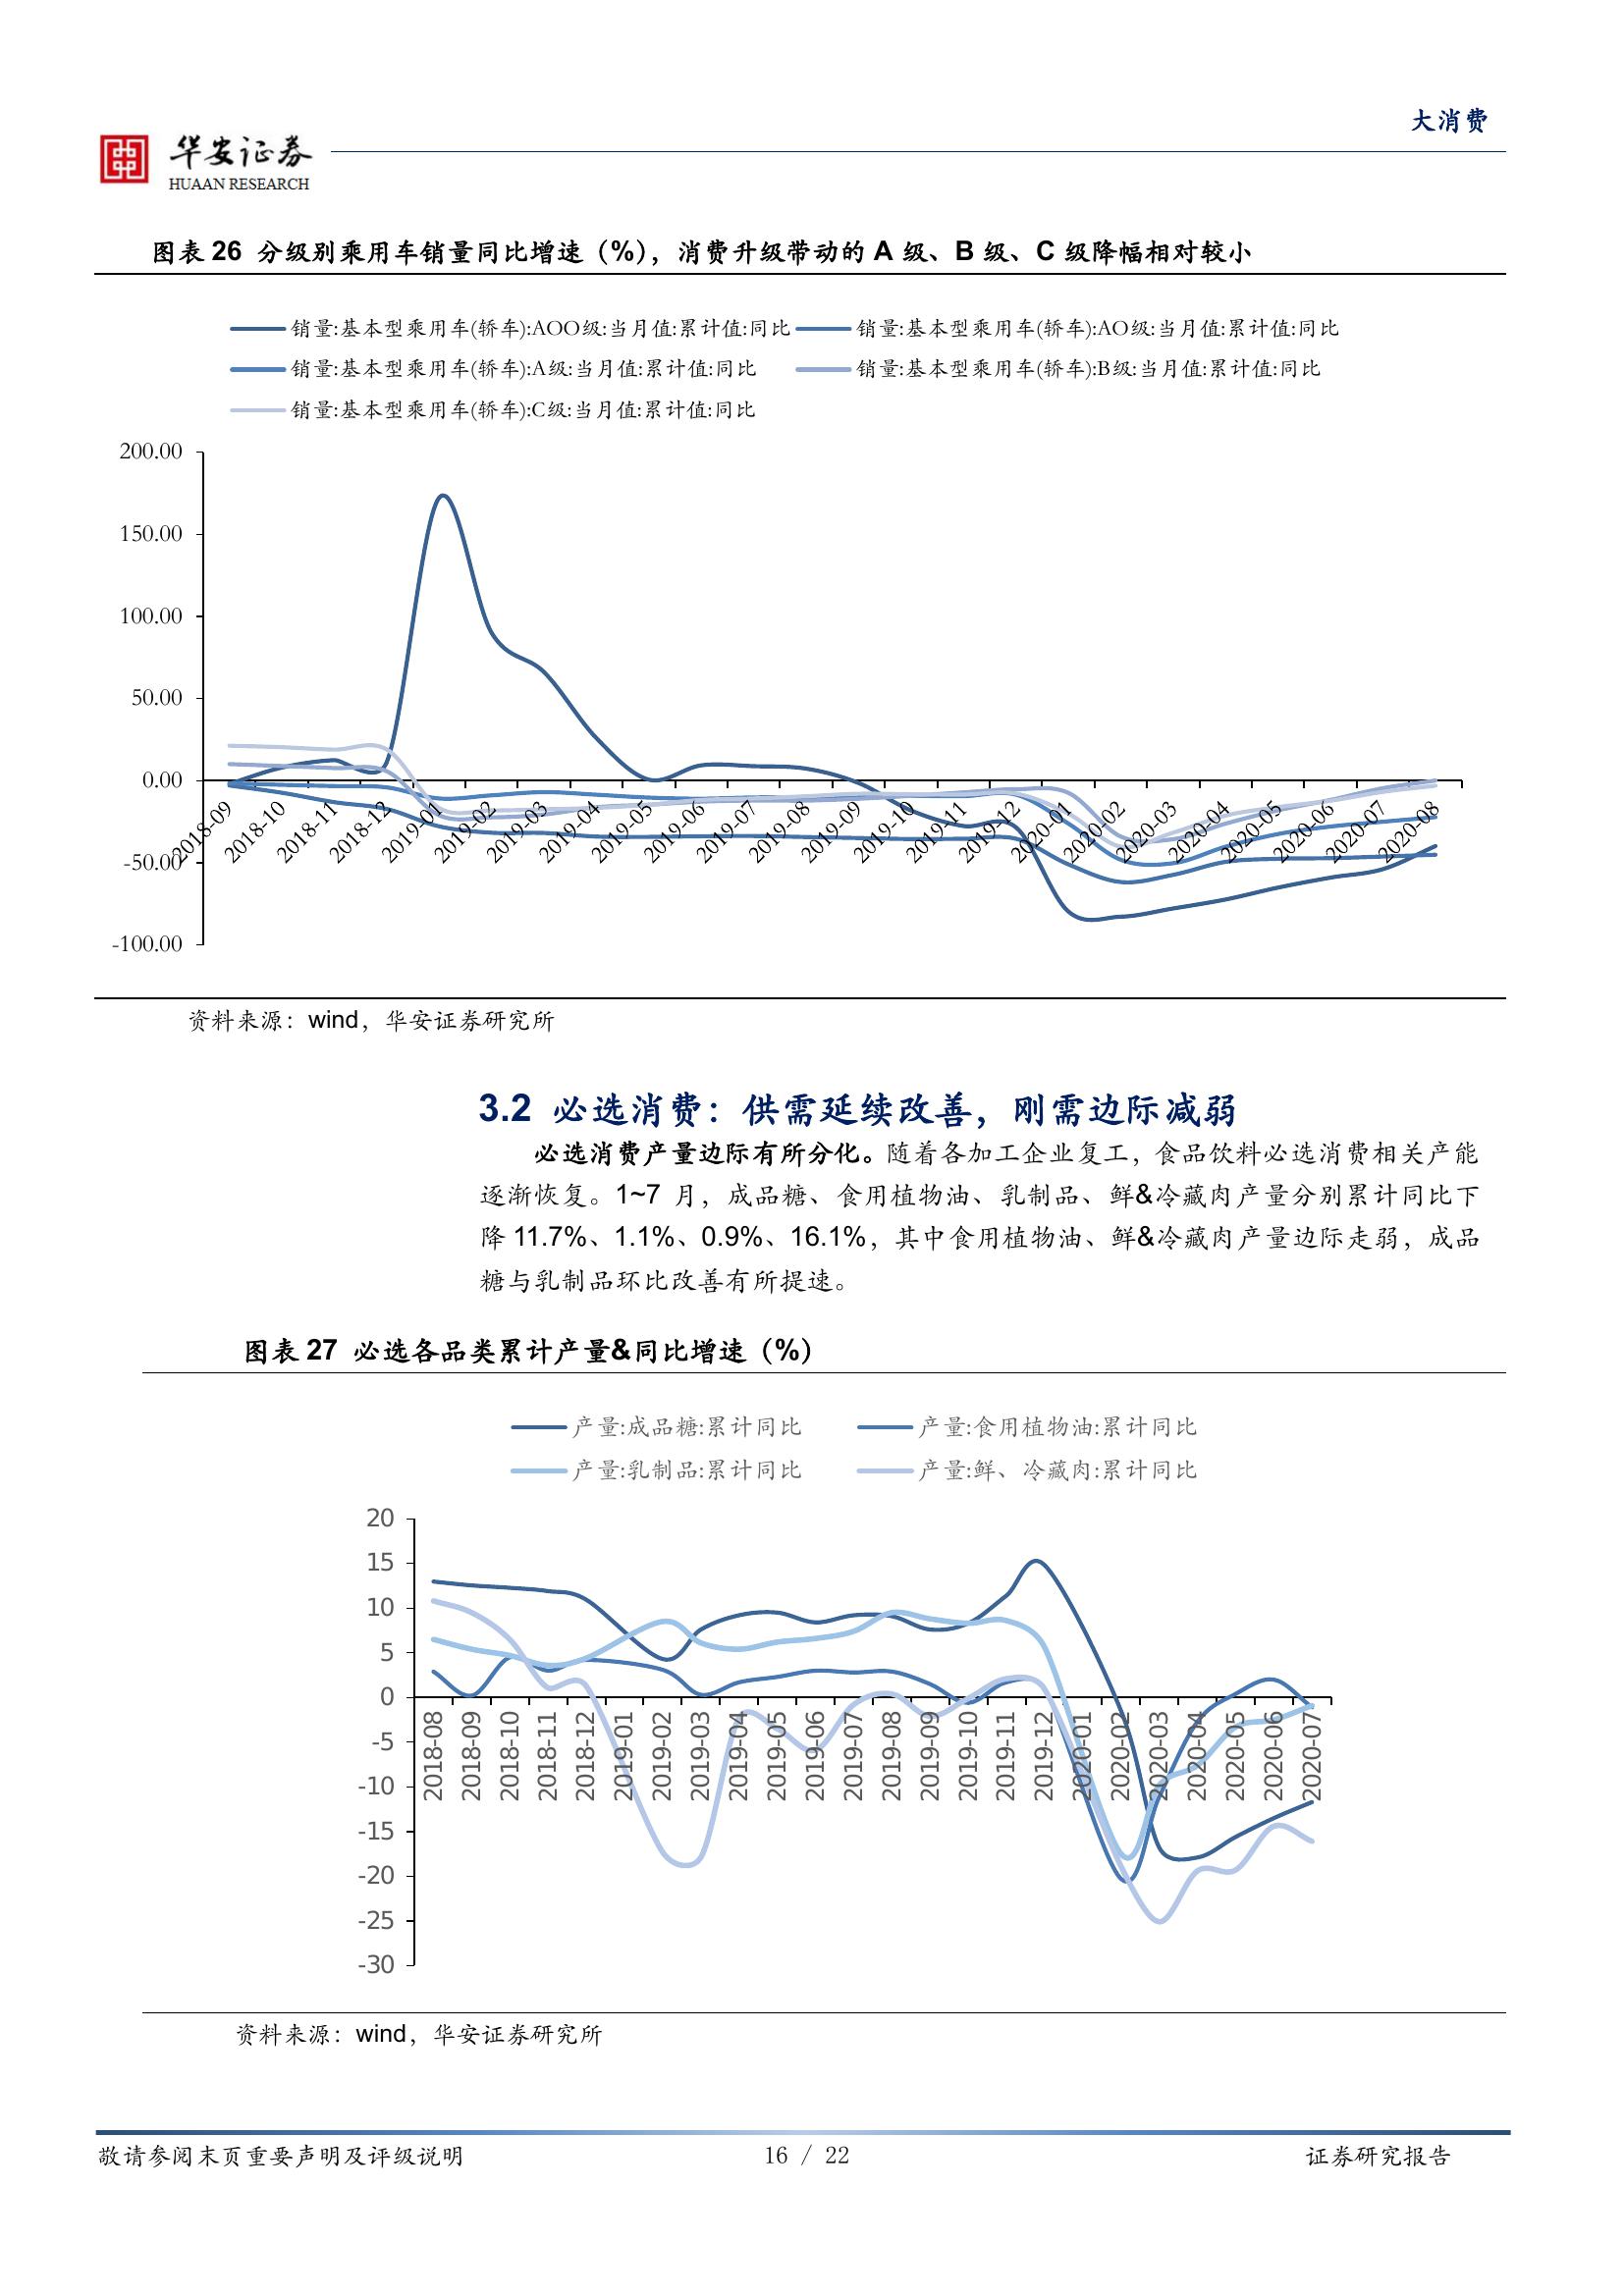 大消费
华安证券
HUAAN RESEARCH
图表 26 分级别乘用车销量同比增速（%），消费升级带动的 A 级、B 级、C 级降幅相对较小
销量:基本型乘用车(轿车):AOO级:当月值:累计值:同比 销量:基本型乘用车(轿车):AO级:当月值:累计值:同比
销量:基本型乘用车(轿车):A级:当月值:累计值:同比 销量:基本型乘用车(轿车):B级:当月值:累计值:同比
销量:基本型乘用车(轿车):C级:当月值:累计值:同比
200.00
150.00
100.00
50.00
0.00
-50.00
-100.00
2018-09 2018-10 2018-11 2018-12 2019-01 2019-02 2019-03 2019-04 2019-05 2019-06 2019-07 2019-08 2019-09 2019-10 2019-11 2019-12 2020-01 2020-02 2020-03 2020-04 2020-05 2020-06 2020-07 2020-08
资料来源：wind，华安证券研究所
3.2 必选消费：供需延续改善，刚需边际减弱
必选消费产量边际有所分化。随着各加工企业复工，食品饮料必选消费相关产能
逐渐恢复。1~7 月，成品糖、食用植物油、乳制品、鲜&冷藏肉产量分别累计同比下
降 11.7%、1.1%、0.9%、16.1%，其中食用植物油、鲜&冷藏肉产量边际走弱，成品
糖与乳制品环比改善有所提速。
图表 27 必选各品类累计产量&同比增速（%）
产量:成品糖:累计同比 产量:食用植物油:累计同比
产量:乳制品:累计同比 产量:鲜、冷藏肉:累计同比
20
15
10
5
0
-5
-10
-15
-20
-25
-30
2018-08 2018-09 2018-10 2018-11 2018-12 2019-01 2019-02 2019-03 2019-04 2019-05 2019-06 2019-07 2019-08 2019-09 2019-10 2019-11 2019-12 2020-01 2020-02 2020-03 2020-04 2020-05 2020-06 2020-07
资料来源：wind，华安证券研究所
敬请参阅末页重要声明及评级说明 16 / 22 证券研究报告